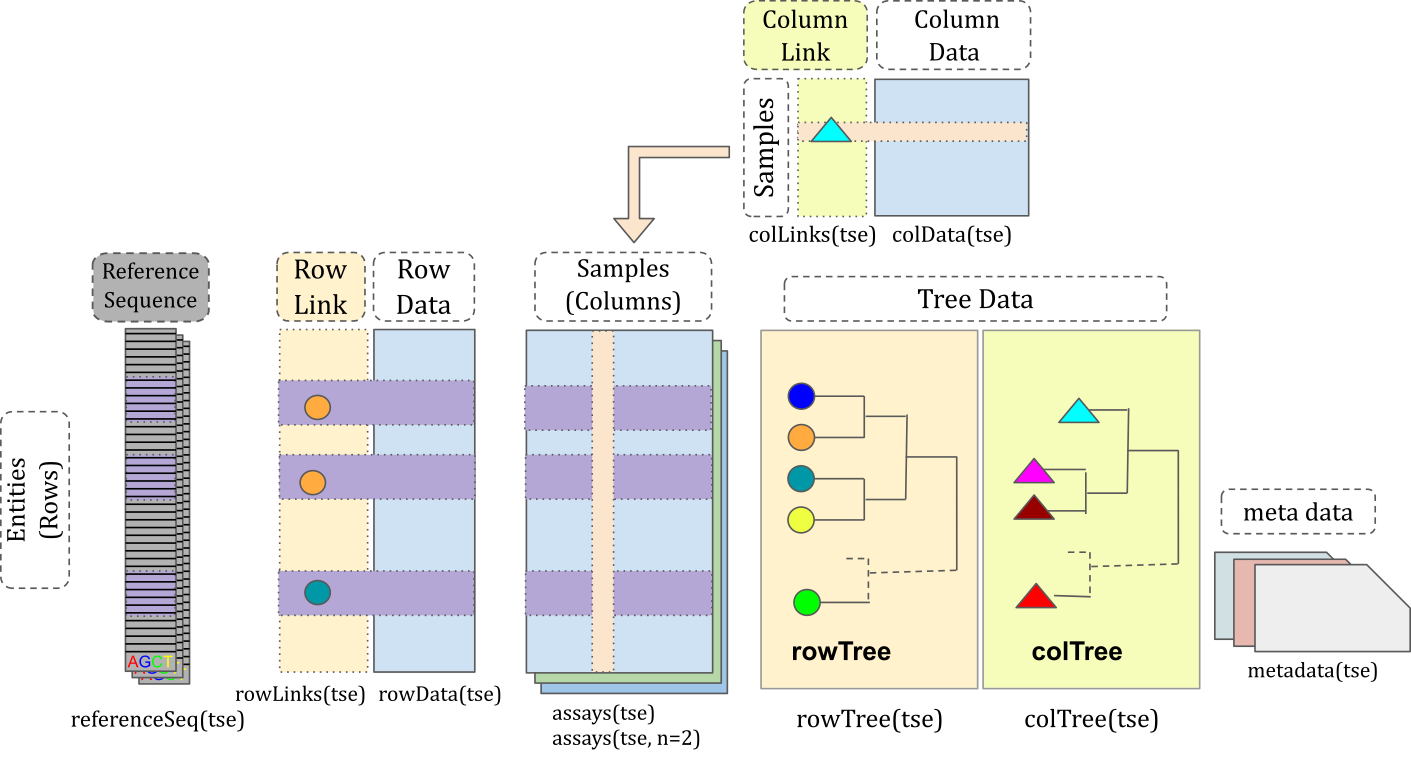 Column
Link
Column
Data
Samples
colLinks(tse)
colData(tse)
Reference
Sequence
Row
Link
Row
Data
Samples
(Columns)
Tree Data
Entities
(Rows)
meta data
AGCT
rowTree
colTree
metadata(tse)
rowLinks(tse)
rowData(tse)
referenceSeq(tse)
assays(tse)
assays(tse, n=2)
rowTree(tse)
colTree(tse)